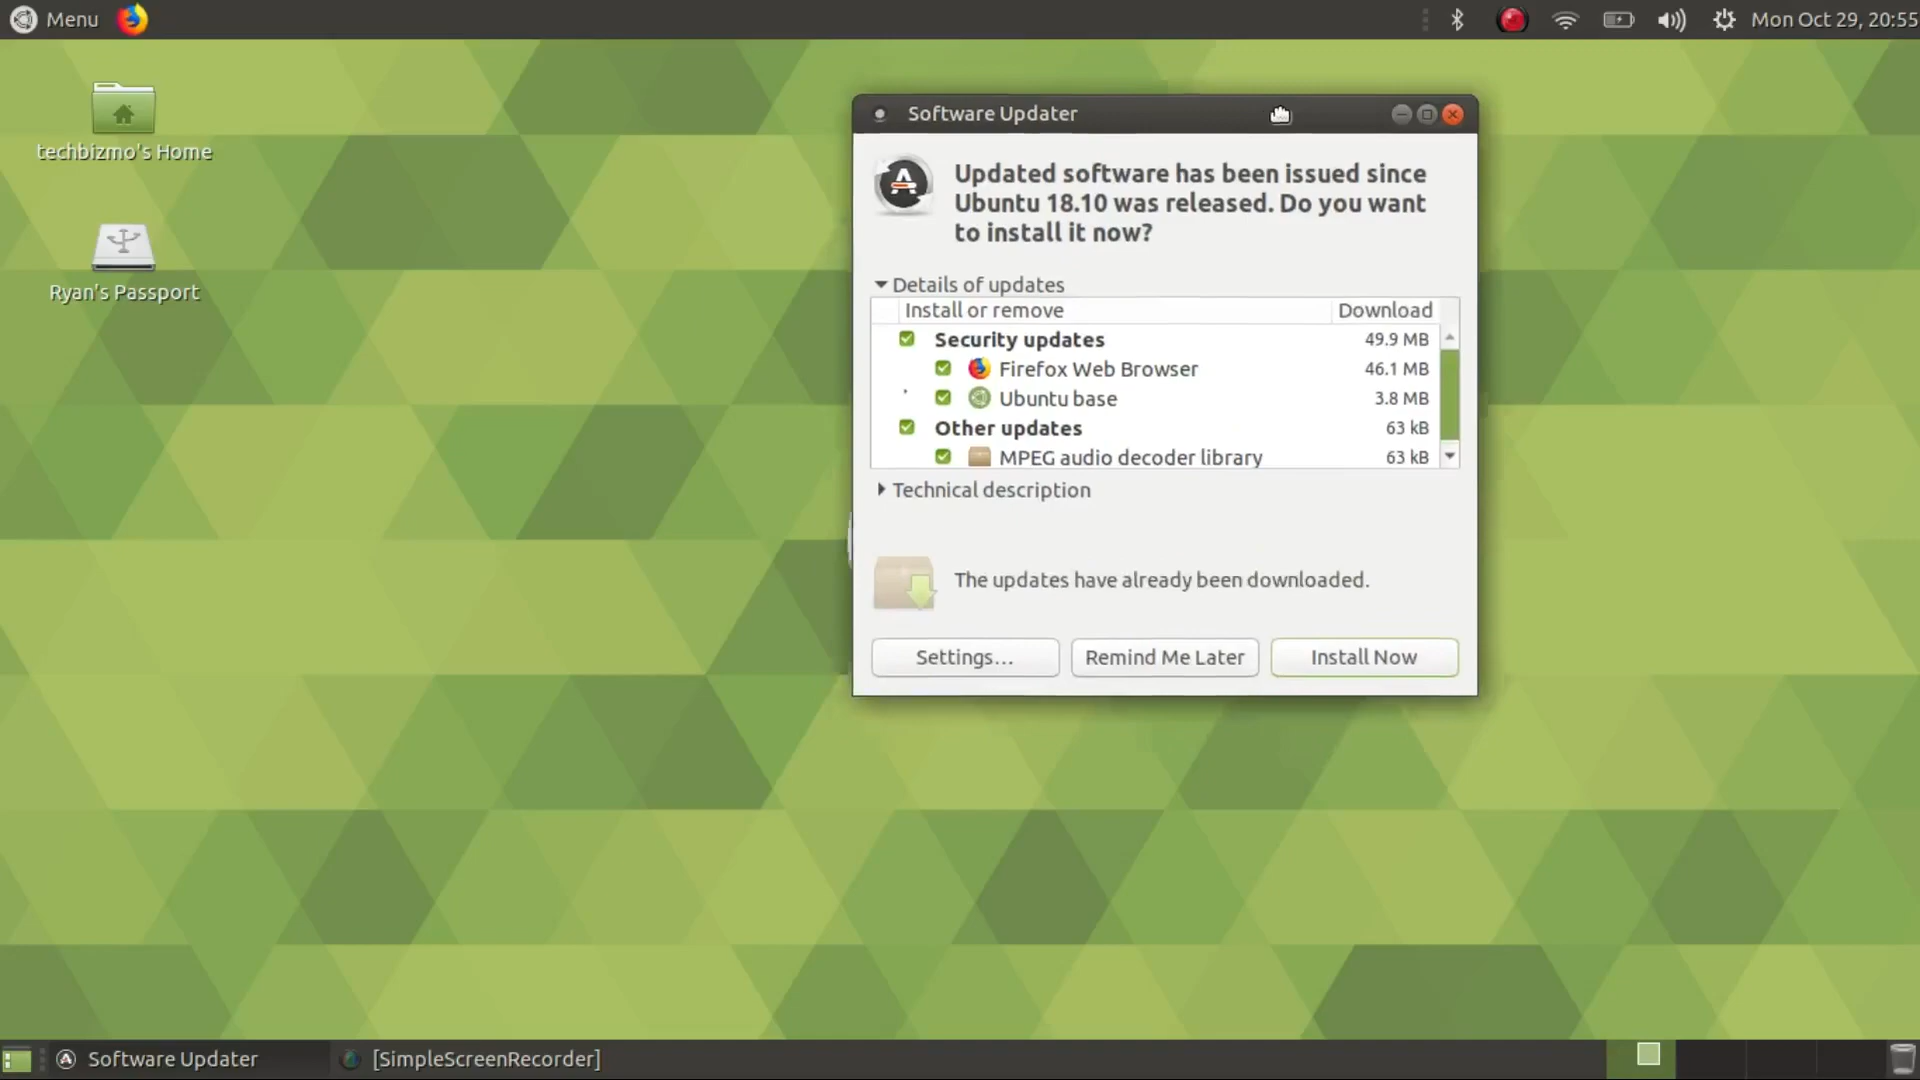 Menu
Mon Oct 29, 20:55
techbizmo's Home
Ryan's Passport
Software Updater
Updated software has been issued since
Ubuntu 18.10 was released. Do you want
to install it now?
Details of updates
Install or remove Download
Security updates 49.9 MB
Firefox Web Browser 46.1 MB
Ubuntu base 3.8 MB
Other updates 63 kB
MPEG audio decoder library 63 kB
Technical description
The updates have already been downloaded.
Settings... Remind Me Later Install Now
Software Updater [SimpleScreenRecorder]